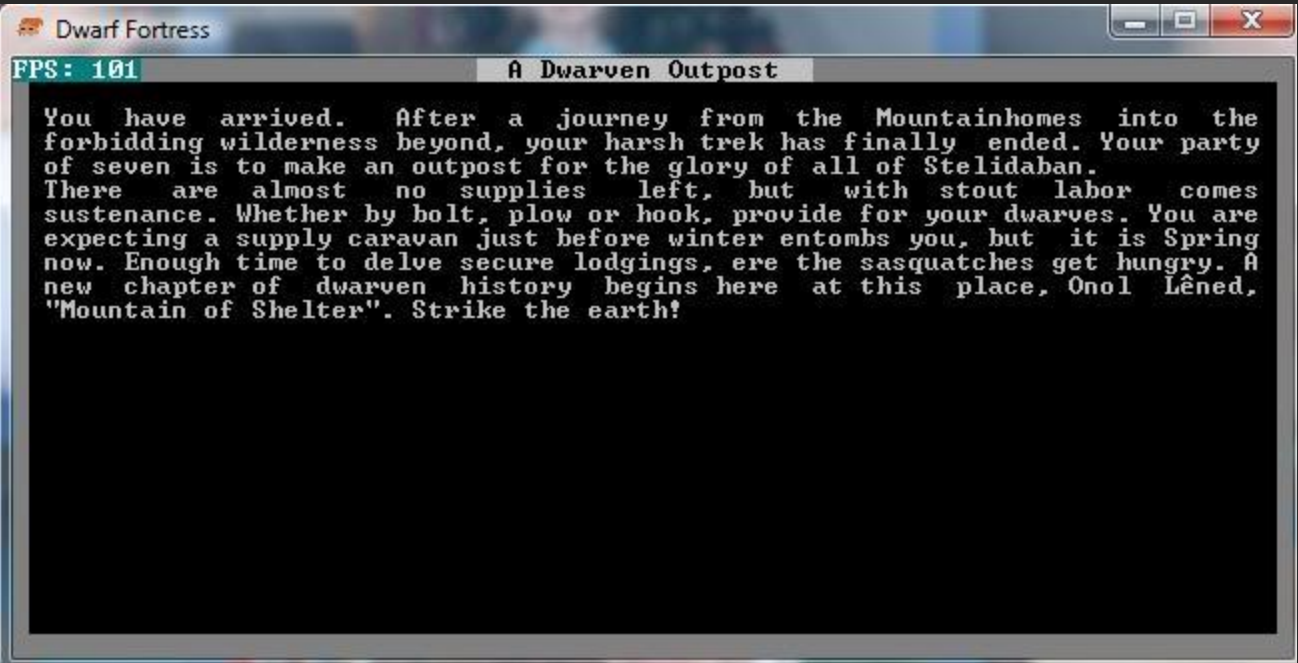 Dwarf Fortress
FPS: 101
A Dwarven Outpost
You have arrived. After a journey from the Mountainhomes into the
forbidding wilderness beyond, your harsh trek has finally ended. Your party
of seven is to make an outpost for the glory of all of Stelidaban.
There are almost no supplies left, but with stout labor comes
sustenance. Whether by bolt, plow or hook, provide for your dwarves. You are
expecting a supply caravan just before winter entombs you, but it is Spring
now. Enough time to delve secure lodgings, ere the sasquatches get hungry. A
new chapter of dwarven history begins here at this place, Onol Lêned,
"Mountain of Shelter". Strike the earth!